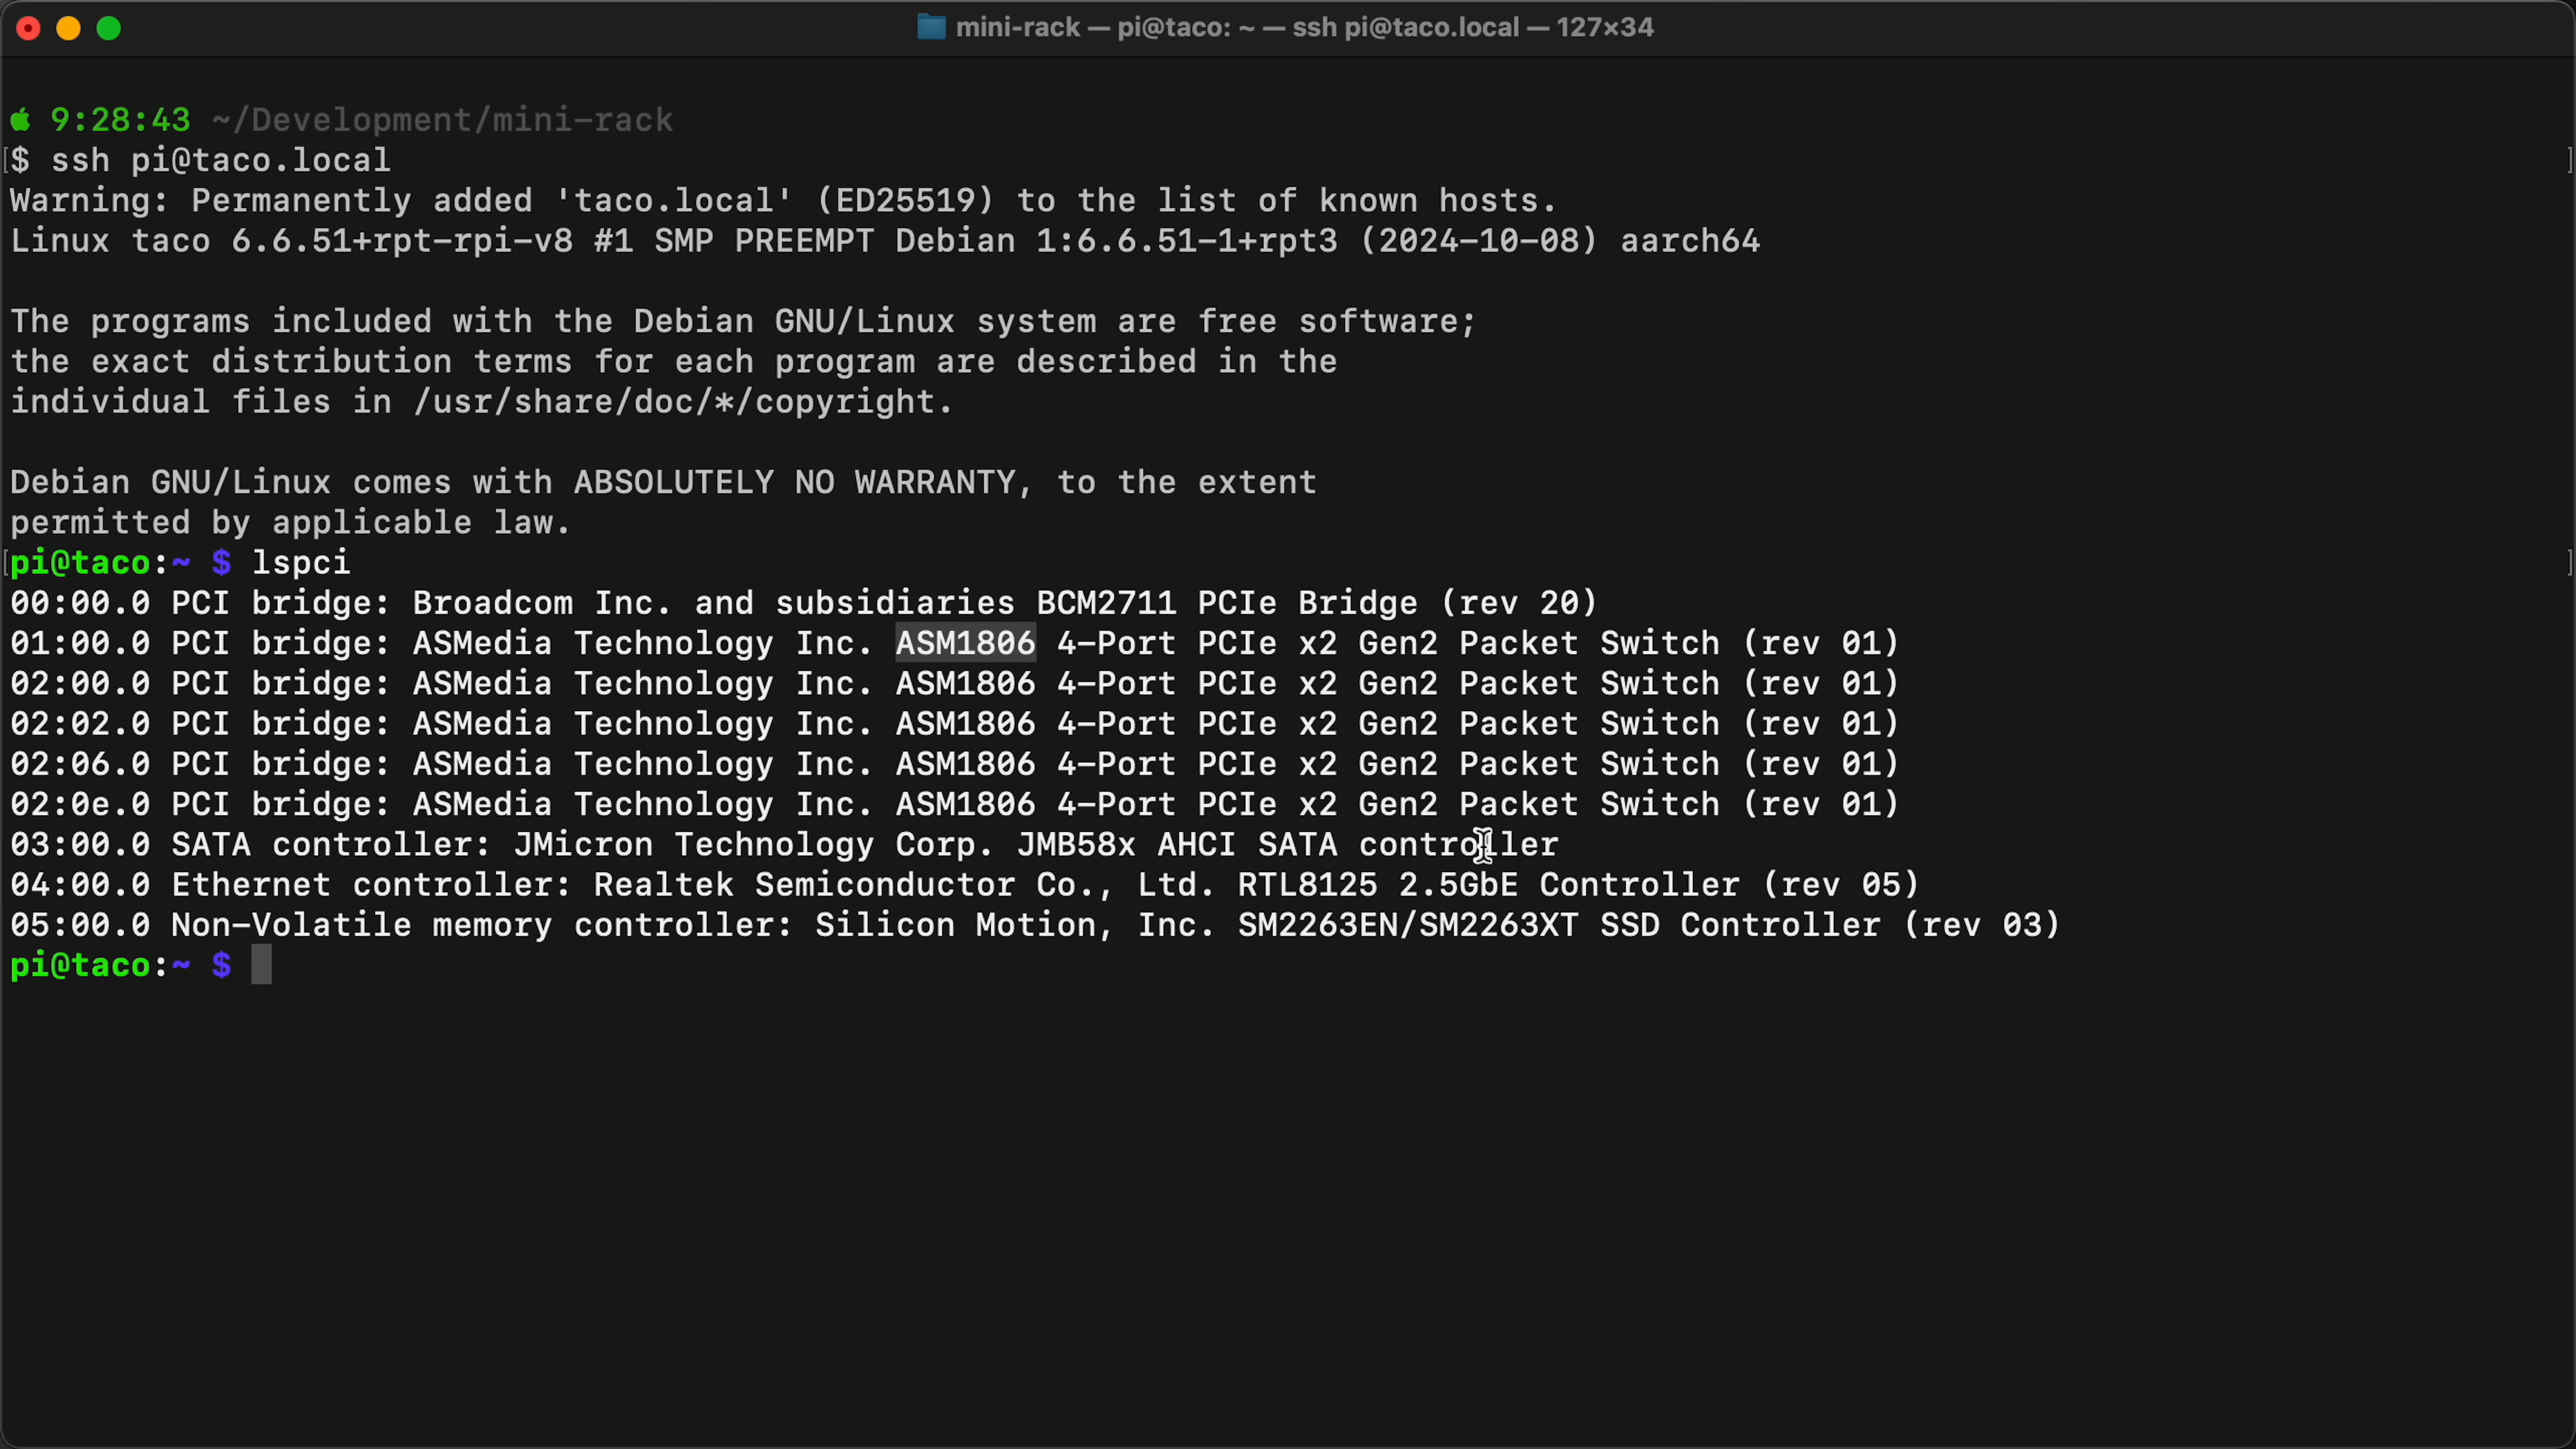 mini-rack — pi@taco: ~ — ssh pi@taco.local — 127×34
9:28:43 ~/Development/mini-rack
[$ ssh pi@taco.local ]
Warning: Permanently added 'taco.local' (ED25519) to the list of known hosts.
Linux taco 6.6.51+rpt-rpi-v8 #1 SMP PREEMPT Debian 1:6.6.51-1+rpt3 (2024-10-08) aarch64
The programs included with the Debian GNU/Linux system are free software;
the exact distribution terms for each program are described in the
individual files in /usr/share/doc/*/copyright.
Debian GNU/Linux comes with ABSOLUTELY NO WARRANTY, to the extent
permitted by applicable law.
[pi@taco:~ $ lspci ]
00:00.0 PCI bridge: Broadcom Inc. and subsidiaries BCM2711 PCIe Bridge (rev 20)
01:00.0 PCI bridge: ASMedia Technology Inc. ASM1806 4-Port PCIe x2 Gen2 Packet Switch (rev 01)
02:00.0 PCI bridge: ASMedia Technology Inc. ASM1806 4-Port PCIe x2 Gen2 Packet Switch (rev 01)
02:02.0 PCI bridge: ASMedia Technology Inc. ASM1806 4-Port PCIe x2 Gen2 Packet Switch (rev 01)
02:06.0 PCI bridge: ASMedia Technology Inc. ASM1806 4-Port PCIe x2 Gen2 Packet Switch (rev 01)
02:0e.0 PCI bridge: ASMedia Technology Inc. ASM1806 4-Port PCIe x2 Gen2 Packet Switch (rev 01)
03:00.0 SATA controller: JMicron Technology Corp. JMB58x AHCI SATA controller
04:00.0 Ethernet controller: Realtek Semiconductor Co., Ltd. RTL8125 2.5GbE Controller (rev 05)
05:00.0 Non-Volatile memory controller: Silicon Motion, Inc. SM2263EN/SM2263XT SSD Controller (rev 03)
pi@taco:~ $